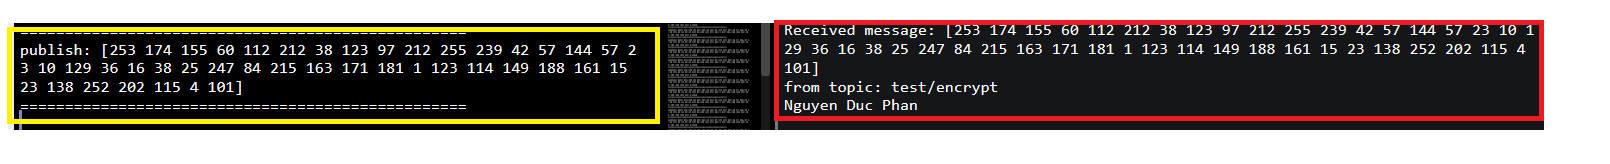 ==================================================
publish: [253 174 155 60 112 212 38 123 97 212 255 239 42 57 144 57 2
3 10 129 36 16 38 25 247 84 215 163 171 181 1 123 114 149 188 161 15
23 138 252 202 115 4 101]
==================================================
Received message: [253 174 155 60 112 212 38 123 97 212 255 239 42 57 144 57 23 10 1
29 36 16 38 25 247 84 215 163 171 181 1 123 114 149 188 161 15 23 138 252 202 115 4
101]
from topic: test/encrypt
Nguyen Duc Phan